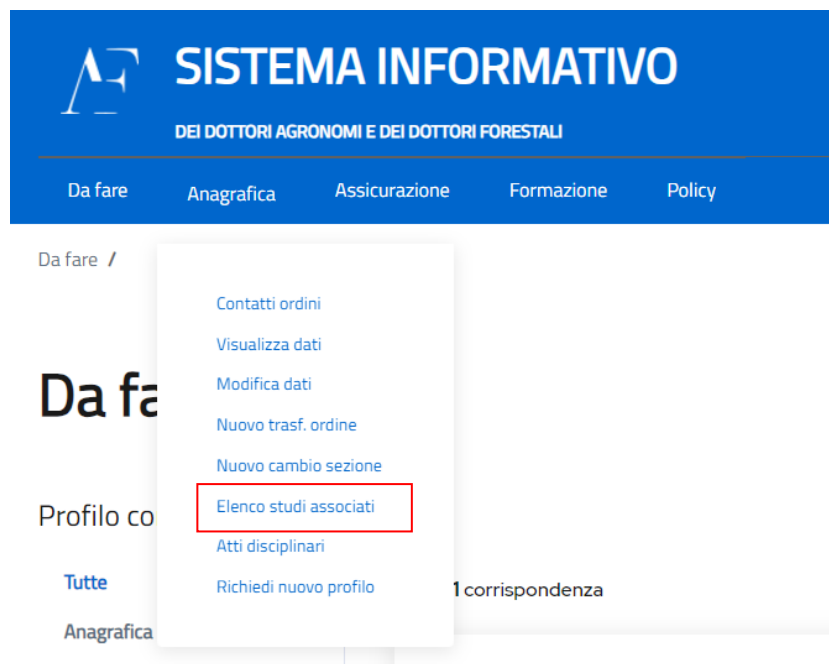 SISTEMA INFORMATIVO
DEI DOTTORI AGRONOMI E DEI DOTTORI FORESTALI
Da fare Anagrafica Assicurazione Formazione Policy
Da fare /
Contatti ordini
Visualizza dati
Modifica dati
Nuovo trasf. ordine
Nuovo cambio sezione
Elenco studi associati
Atti disciplinari
Richiedi nuovo profilo
Da fa
Profilo co
Tutte
1 corrispondenza
Anagrafica